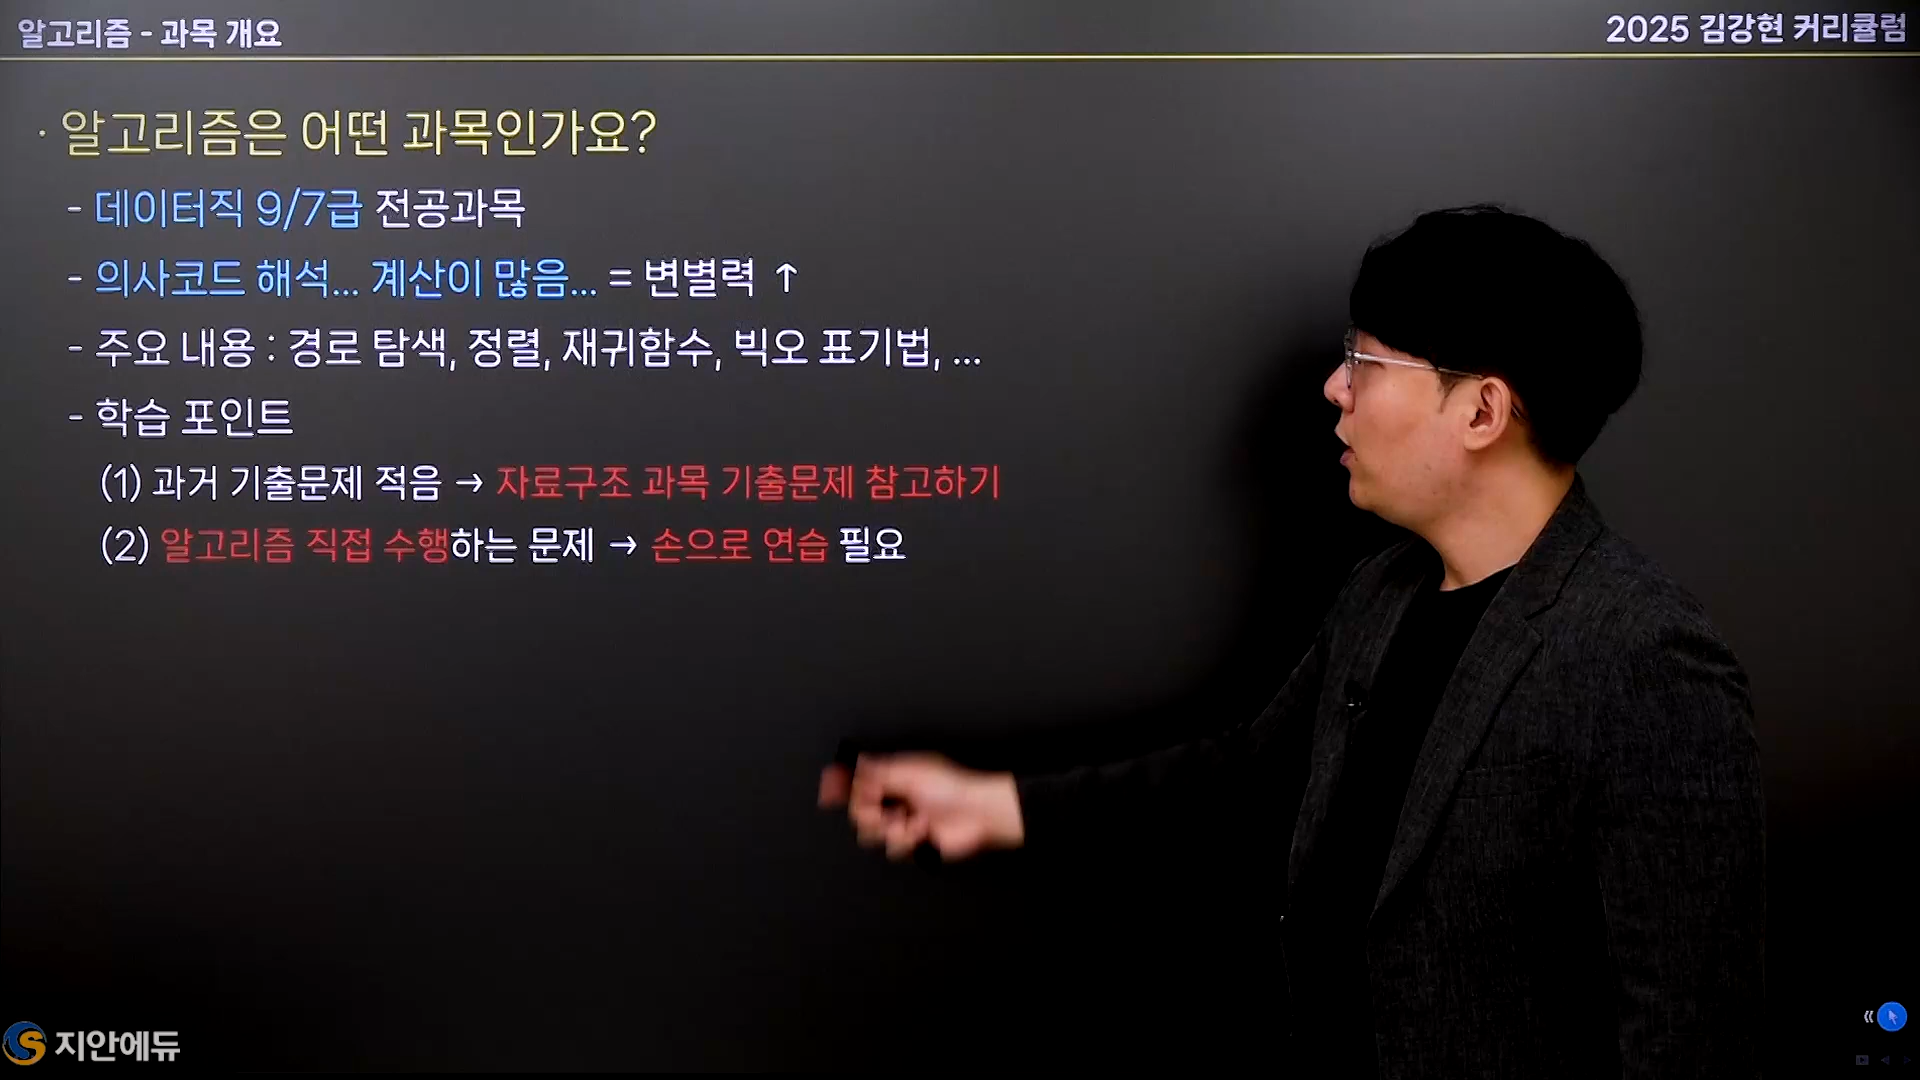 알고리즘 - 과목 개요
2025 김강현 커리큘럼
· 알고리즘은 어떤 과목인가요?
- 데이터직 9/7급 전공과목
- 의사코드 해석... 계산이 많음... = 변별력 ↑
- 주요 내용 : 경로 탐색, 정렬, 재귀함수, 빅오 표기법, ...
- 학습 포인트
(1) 과거 기출문제 적음 → 자료구조 과목 기출문제 참고하기
(2) 알고리즘 직접 수행하는 문제 → 손으로 연습 필요
지안에듀